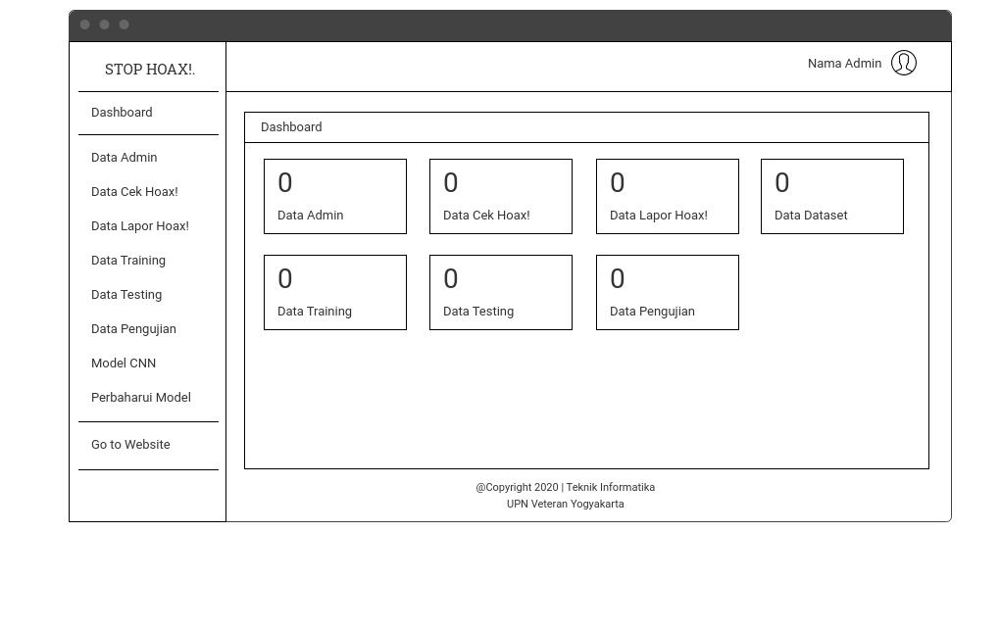 STOP HOAX!.
Nama Admin
Dashboard
Data Admin
Data Cek Hoax!
Data Lapor Hoax!
Data Training
Data Testing
Data Pengujian
Model CNN
Perbaharui Model
Go to Website
Dashboard
0
Data Admin
0
Data Cek Hoax!
0
Data Lapor Hoax!
0
Data Dataset
0
Data Training
0
Data Testing
0
Data Pengujian
@Copyright 2020 | Teknik Informatika
UPN Veteran Yogyakarta